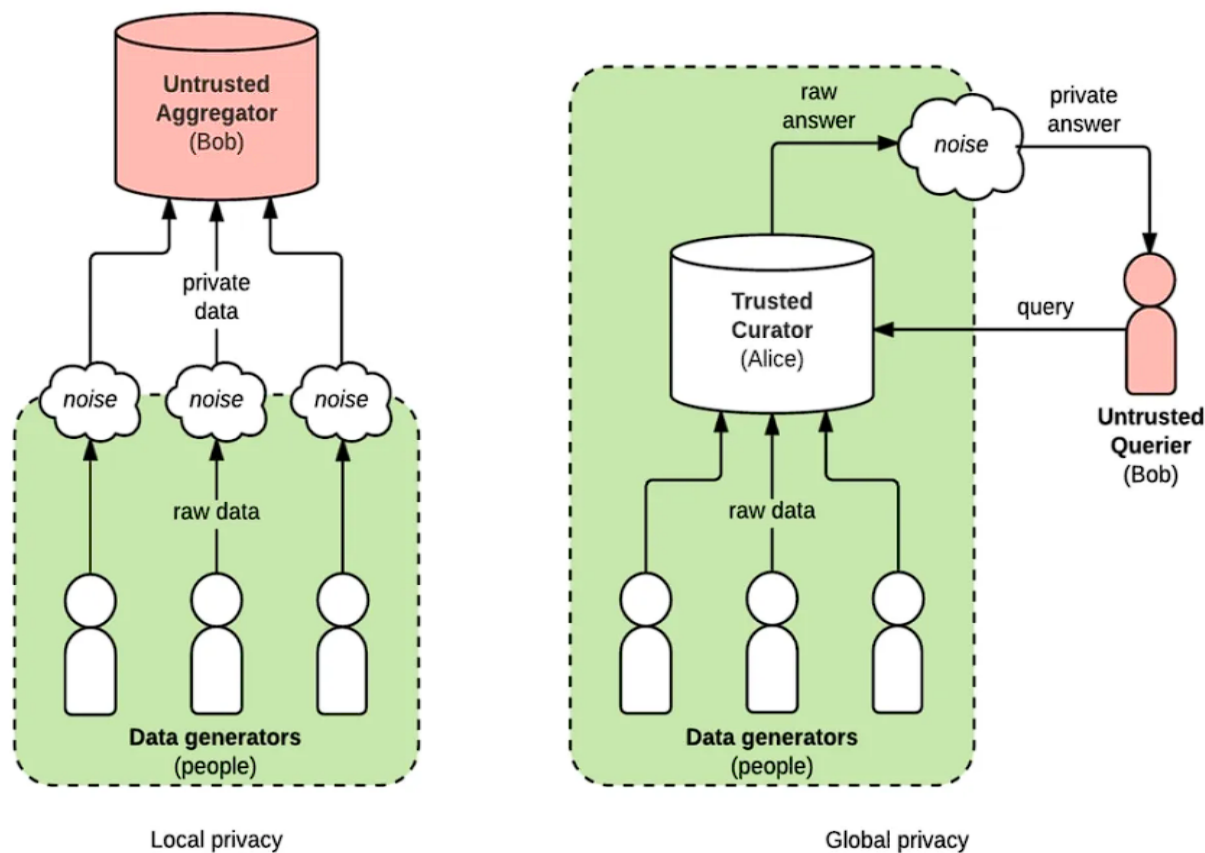 Untrusted
Aggregator
(Bob)
private
data
noise
noise
noise
raw data
Data generators
(people)
Local privacy
raw
answer
noise
private
answer
Trusted
Curator
(Alice)
query
Untrusted
Querier
(Bob)
raw data
Data generators
(people)
Global privacy